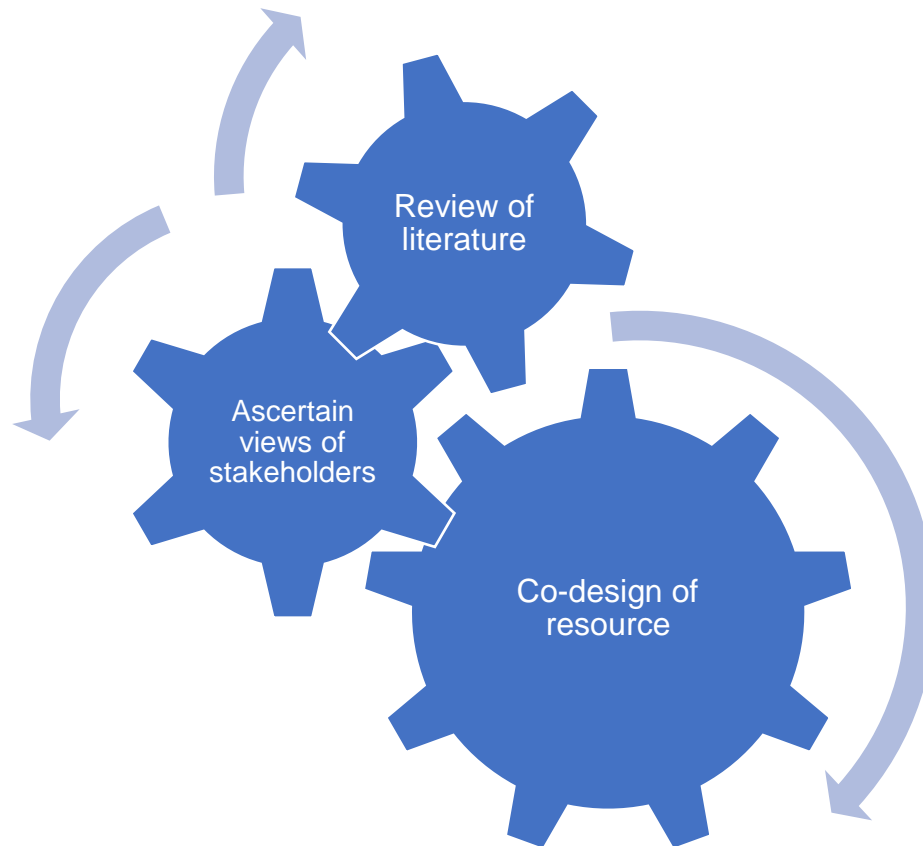 Review of
literature
Ascertain
views of
stakeholders
Co-design of
resource